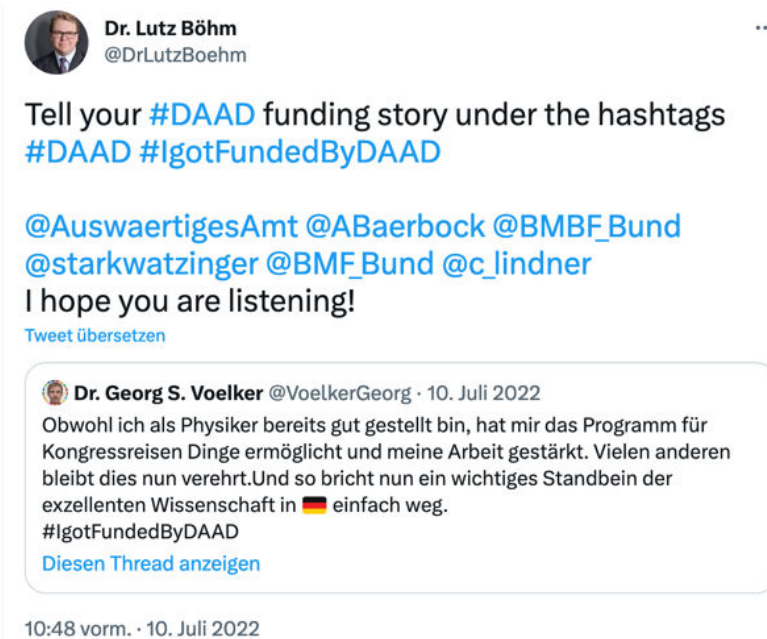 Dr. Lutz Böhm
@DrLutzBoehm
Tell your #DAAD funding story under the hashtags
#DAAD #IgotFundedByDAAD
@AuswaertigesAmt @ABaerbock @BMBF_Bund
@starkwatzinger @BMF_Bund @c_lindner
I hope you are listening!
Tweet übersetzen
Dr. Georg S. Voelker @VoelkerGeorg · 10. Juli 2022
Obwohl ich als Physiker bereits gut gestellt bin, hat mir das Programm für
Kongressreisen Dinge ermöglicht und meine Arbeit gestärkt. Vielen anderen
bleibt dies nun verehrt.Und so bricht nun ein wichtiges Standbein der
exzellenten Wissenschaft in 🇩🇪 einfach weg.
#IgotFundedByDAAD
Diesen Thread anzeigen
10:48 vorm. · 10. Juli 2022